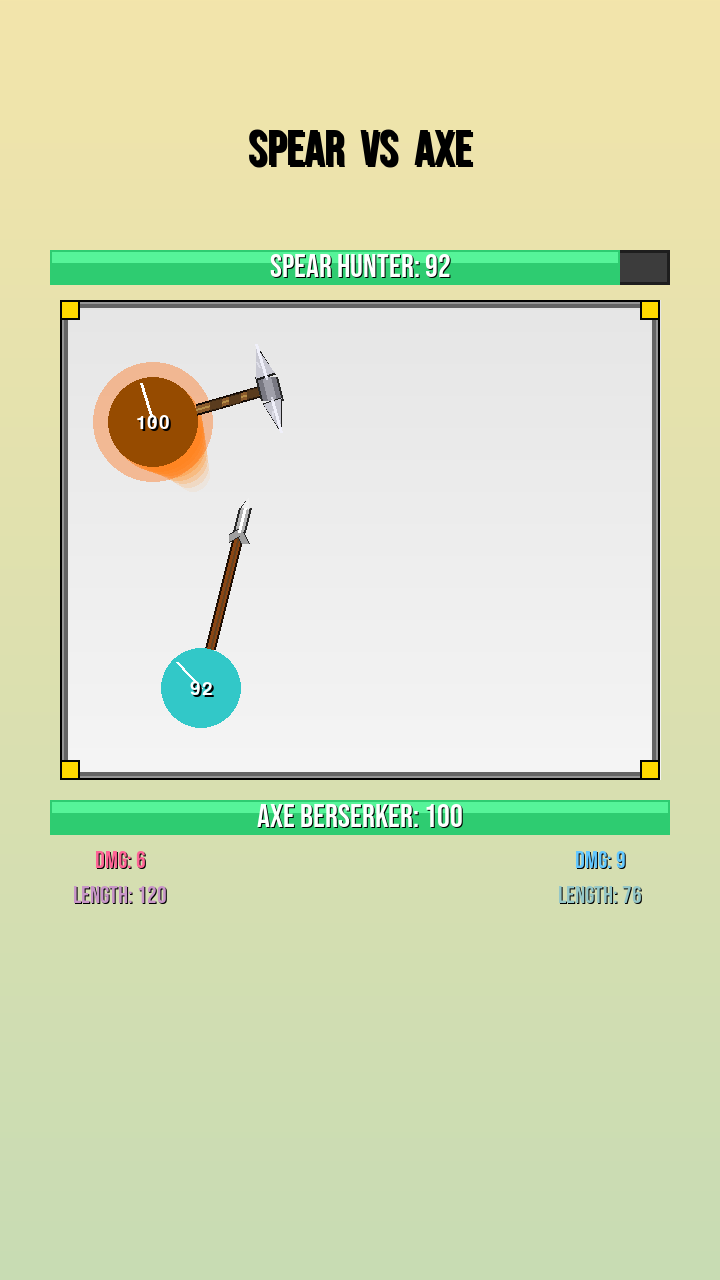 SPEAR VS AXE
SPEAR HUNTER: 92
100
92
AXE BERSERKER: 100
DMG: 6
DMG: 9
LENGTH: 120
LENGTH: 76